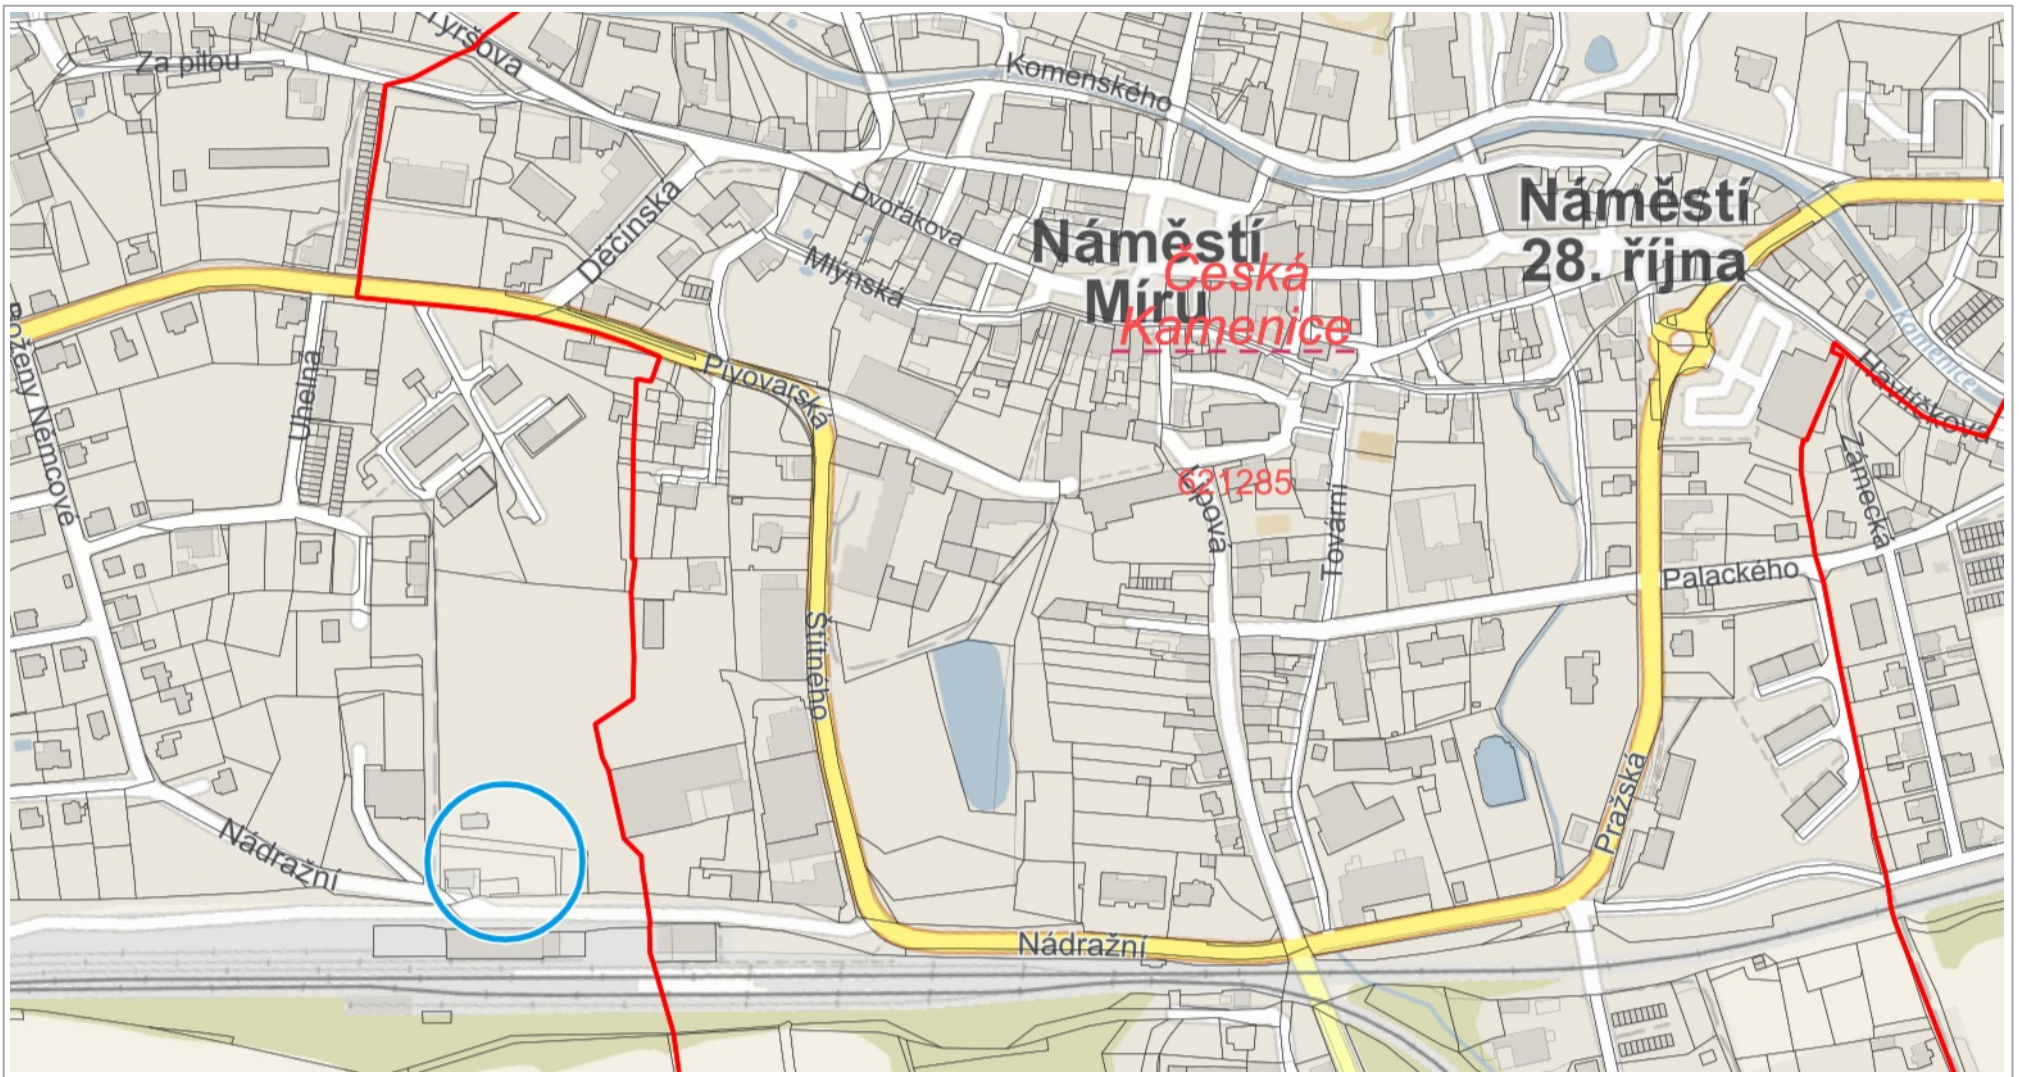 Tyršova
Za pilou
Komenského
Děčínská
Dvořákova
Mlýnská
Náměstí
Míru
Česká
Kamenice
Náměstí
28. října
Kamenice
Havlíčkova
Zámecká
Boženy Němcové
Uhelná
Pivovarská
621285
Lipová
Tovární
Palackého
Štítného
Pražská
Nádražní
Nádražní